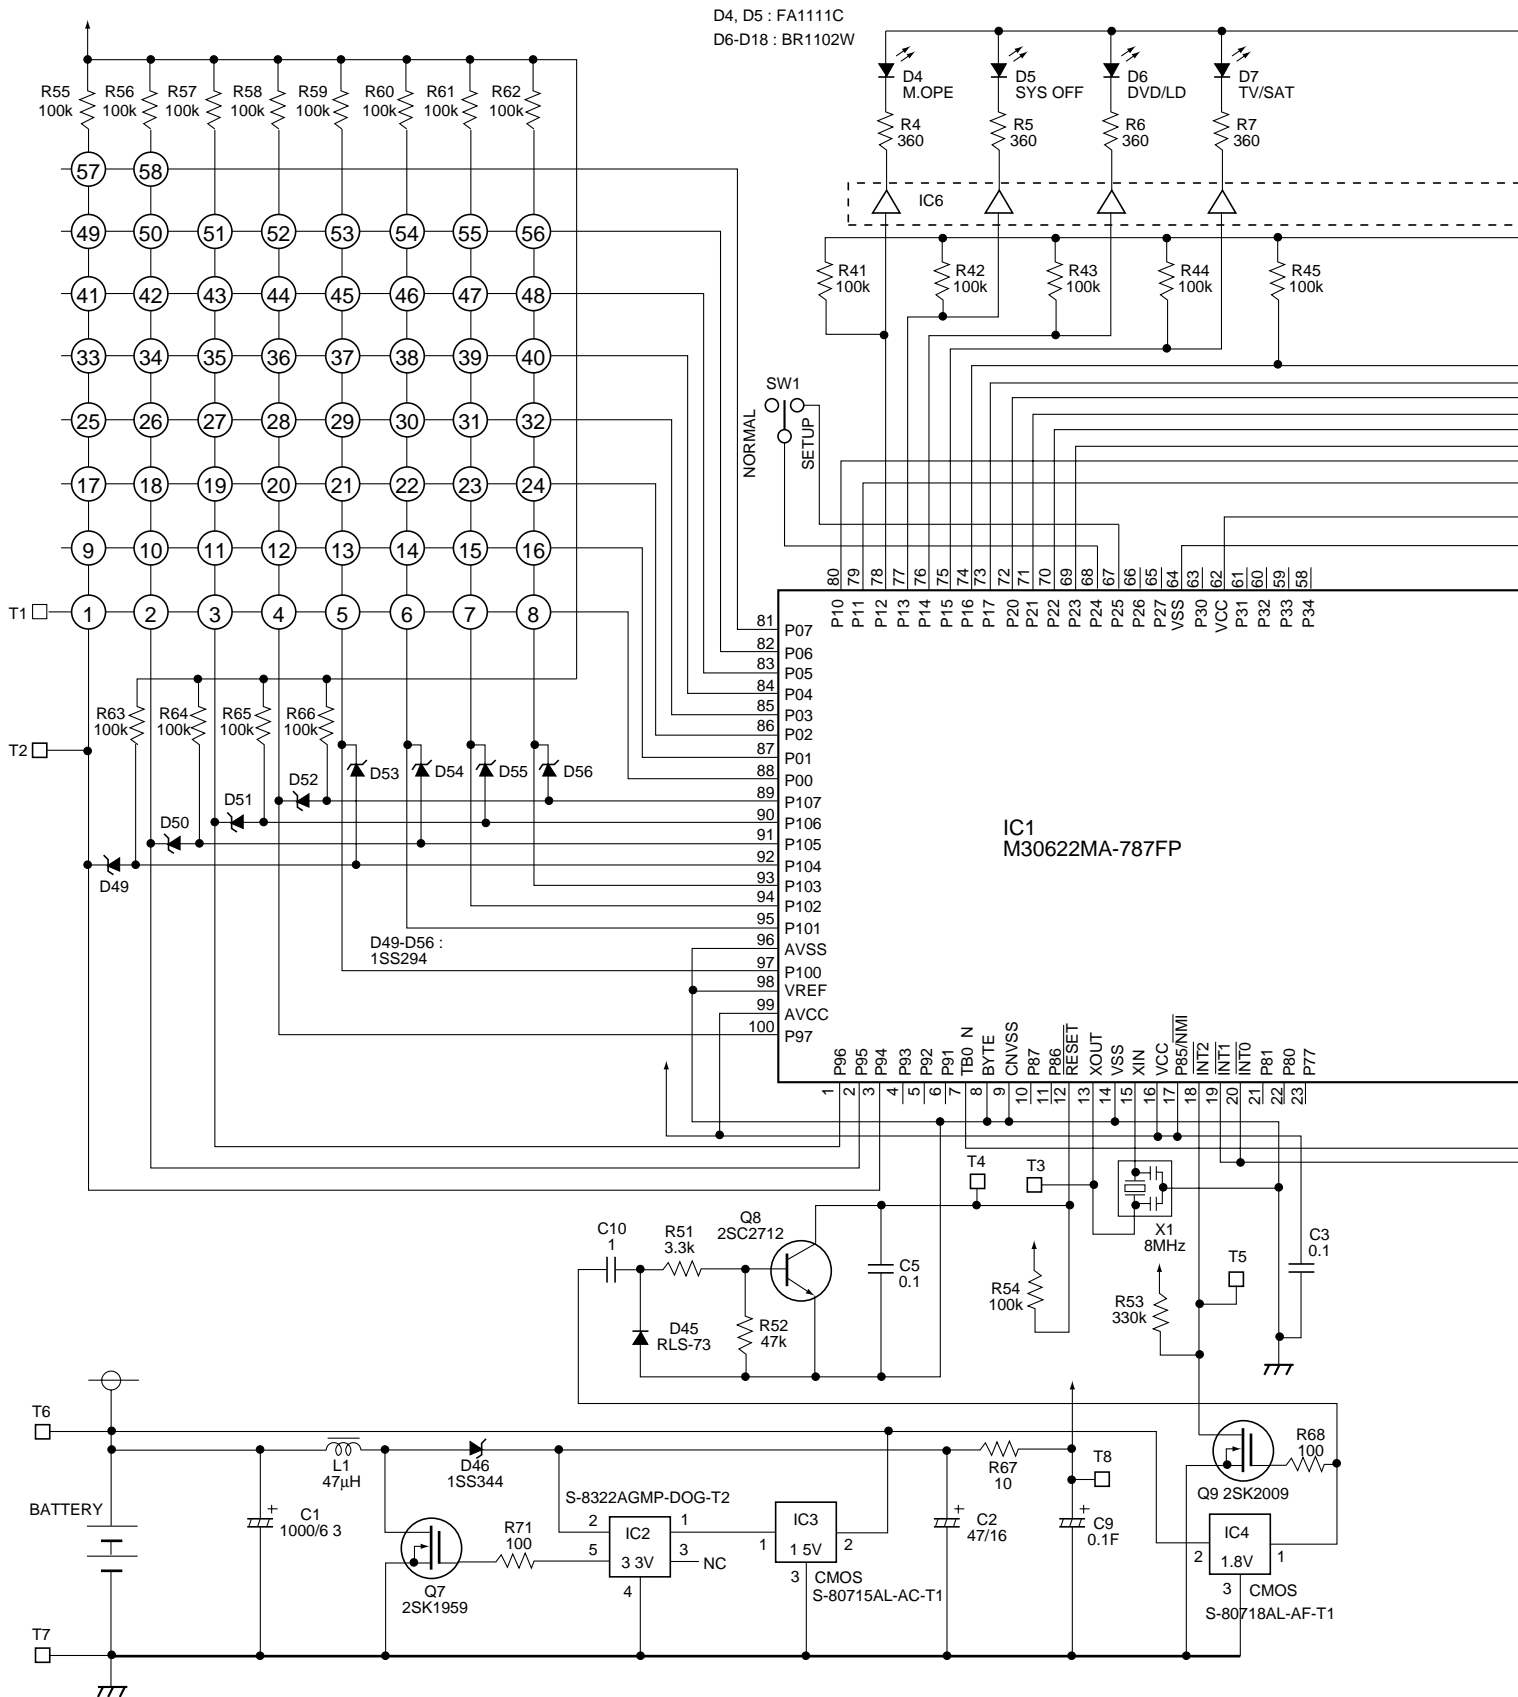 D4, D5 : FA1111C
D6-D18 : BR1102W
R55 100k
R56 100k
R57 100k
R58 100k
R59 100k
R60 100k
R61 100k
R62 100k
D4 M.OPE
D5 SYS OFF
D6 DVD/LD
D7 TV/SAT
R4 360
R5 360
R6 360
R7 360
IC6
57 58
49 50 51 52 53 54 55 56
41 42 43 44 45 46 47 48
33 34 35 36 37 38 39 40
25 26 27 28 29 30 31 32
17 18 19 20 21 22 23 24
9 10 11 12 13 14 15 16
T1 1 2 3 4 5 6 7 8
R41 100k
R42 100k
R43 100k
R44 100k
R45 100k
SW1
NORMAL
SETUP
80 79 78 77 76 75 74 73 72 71 70 69 68 67 66 65 64 63 62 61 60 59 58
P10 P11 P12 P13 P14 P15 P16 P17 P20 P21 P22 P23 P24 P25 P26 P27 VSS P30 VCC P31 P32 P33 P34
81 P07
82 P06
83 P05
84 P04
85 P03
86 P02
87 P01
88 P00
89 P107
90 P106
91 P105
92 P104
93 P103
94 P102
95 P101
96 AVSS
97 P100
98 VREF
99 AVCC
100 P97
R63 100k
R64 100k
R65 100k
R66 100k
T2
D53 D54 D55 D56
D52
D51
D50
D49
D49-D56 :
1SS294
IC1
M30622MA-787FP
P96 P95 P94 P93 P92 P91 TB0 N BYTE CNVSS P87 P86 RESET XOUT VSS XIN VCC P85/NMI INT2 INT1 INT0 P81 P80 P77
1 2 3 4 5 6 7 8 9 10 11 12 13 14 15 16 17 18 19 20 21 22 23
T4
T3
X1
8MHz
C3
0.1
T5
C10
1
R51
3.3k
Q8
2SC2712
C5
0.1
R54
100k
R53
330k
D45
RLS-73
R52
47k
T6
L1
47μH
D46
1SS344
R67
10
T8
R68
100
Q9 2SK2009
BATTERY
C1
1000/6 3
Q7
2SK1959
R71
100
S-8322AGMP-DOG-T2
2 IC2 1
5 3 3V 3 NC
4
IC3
1 1 5V 2
3 CMOS
S-80715AL-AC-T1
C2
47/16
C9
0.1F
IC4
2 1.8V 1
3 CMOS
S-80718AL-AF-T1
T7